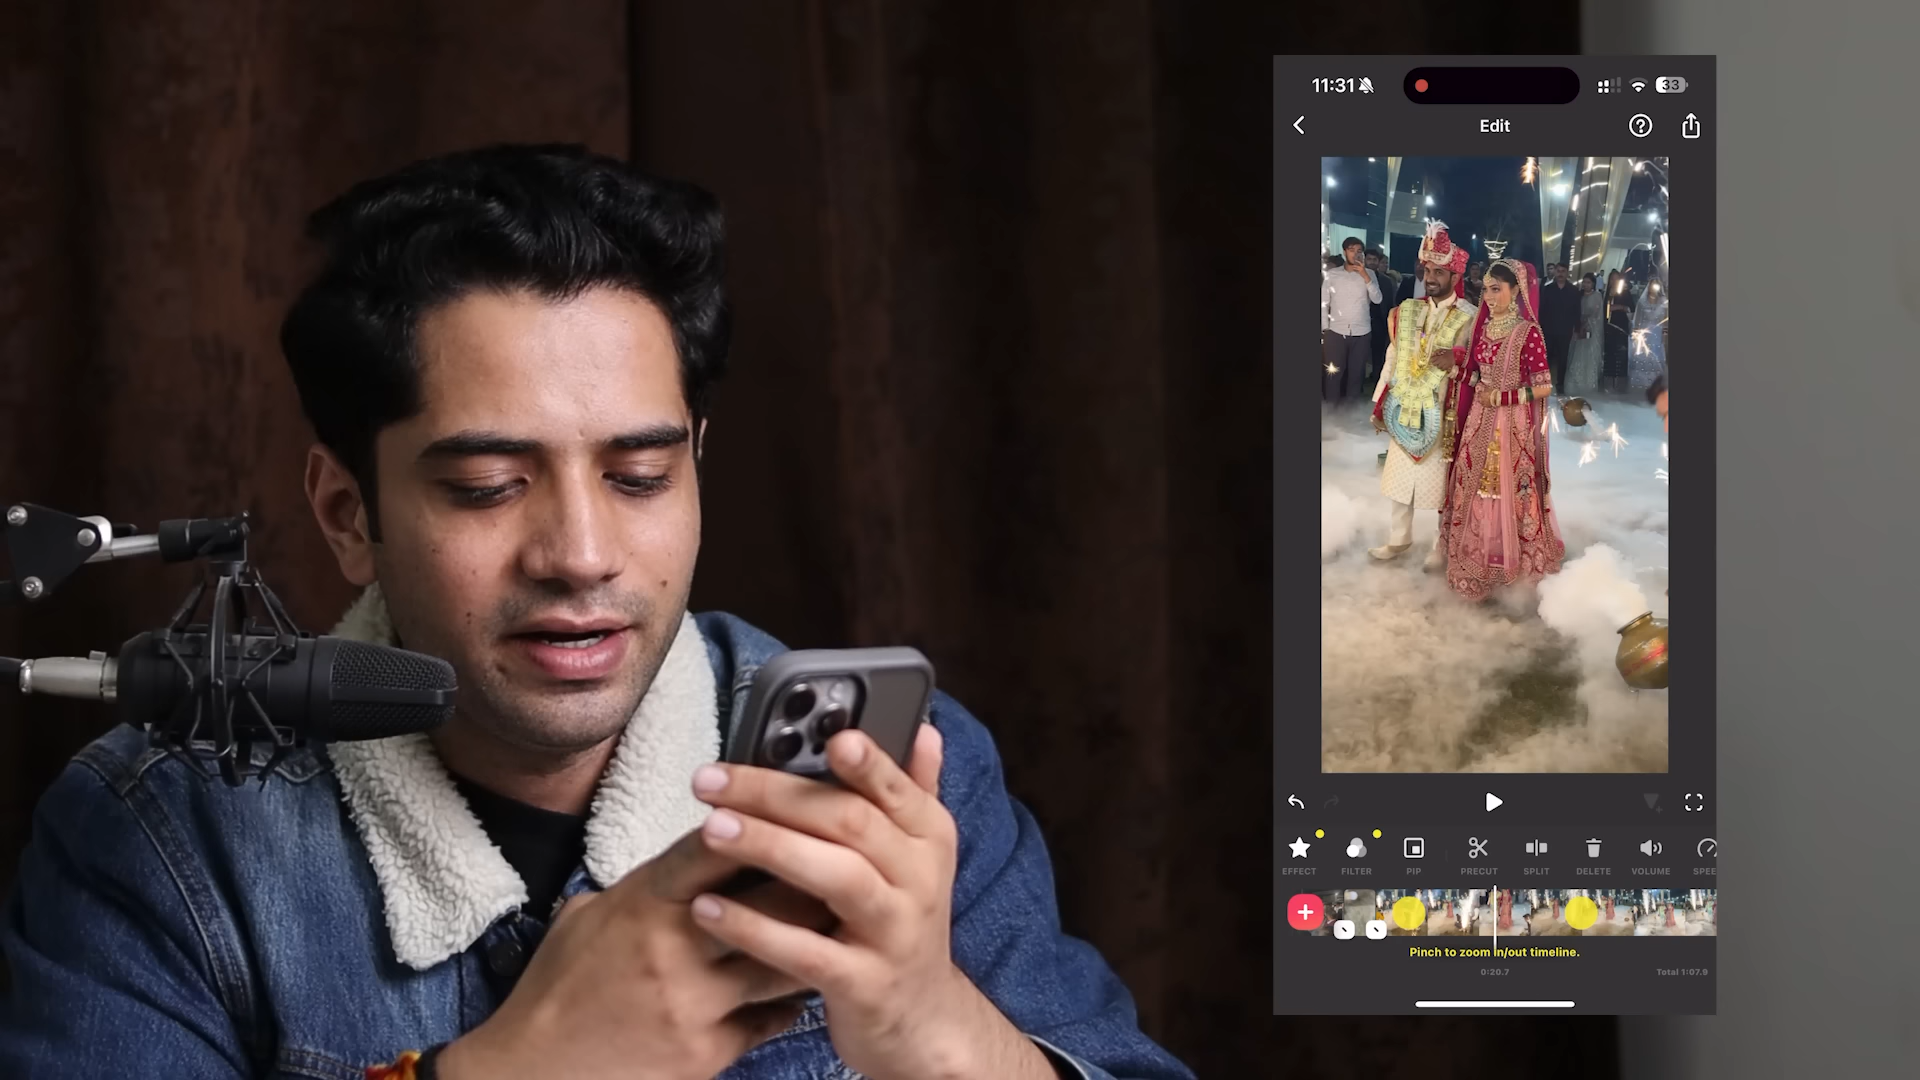 11:31
33
Edit
EFFECT
FILTER
PIP
PRECUT
SPLIT
DELETE
VOLUME
SPEE
Pinch to zoom in/out timeline.
0:20.7
Total 1:07.9